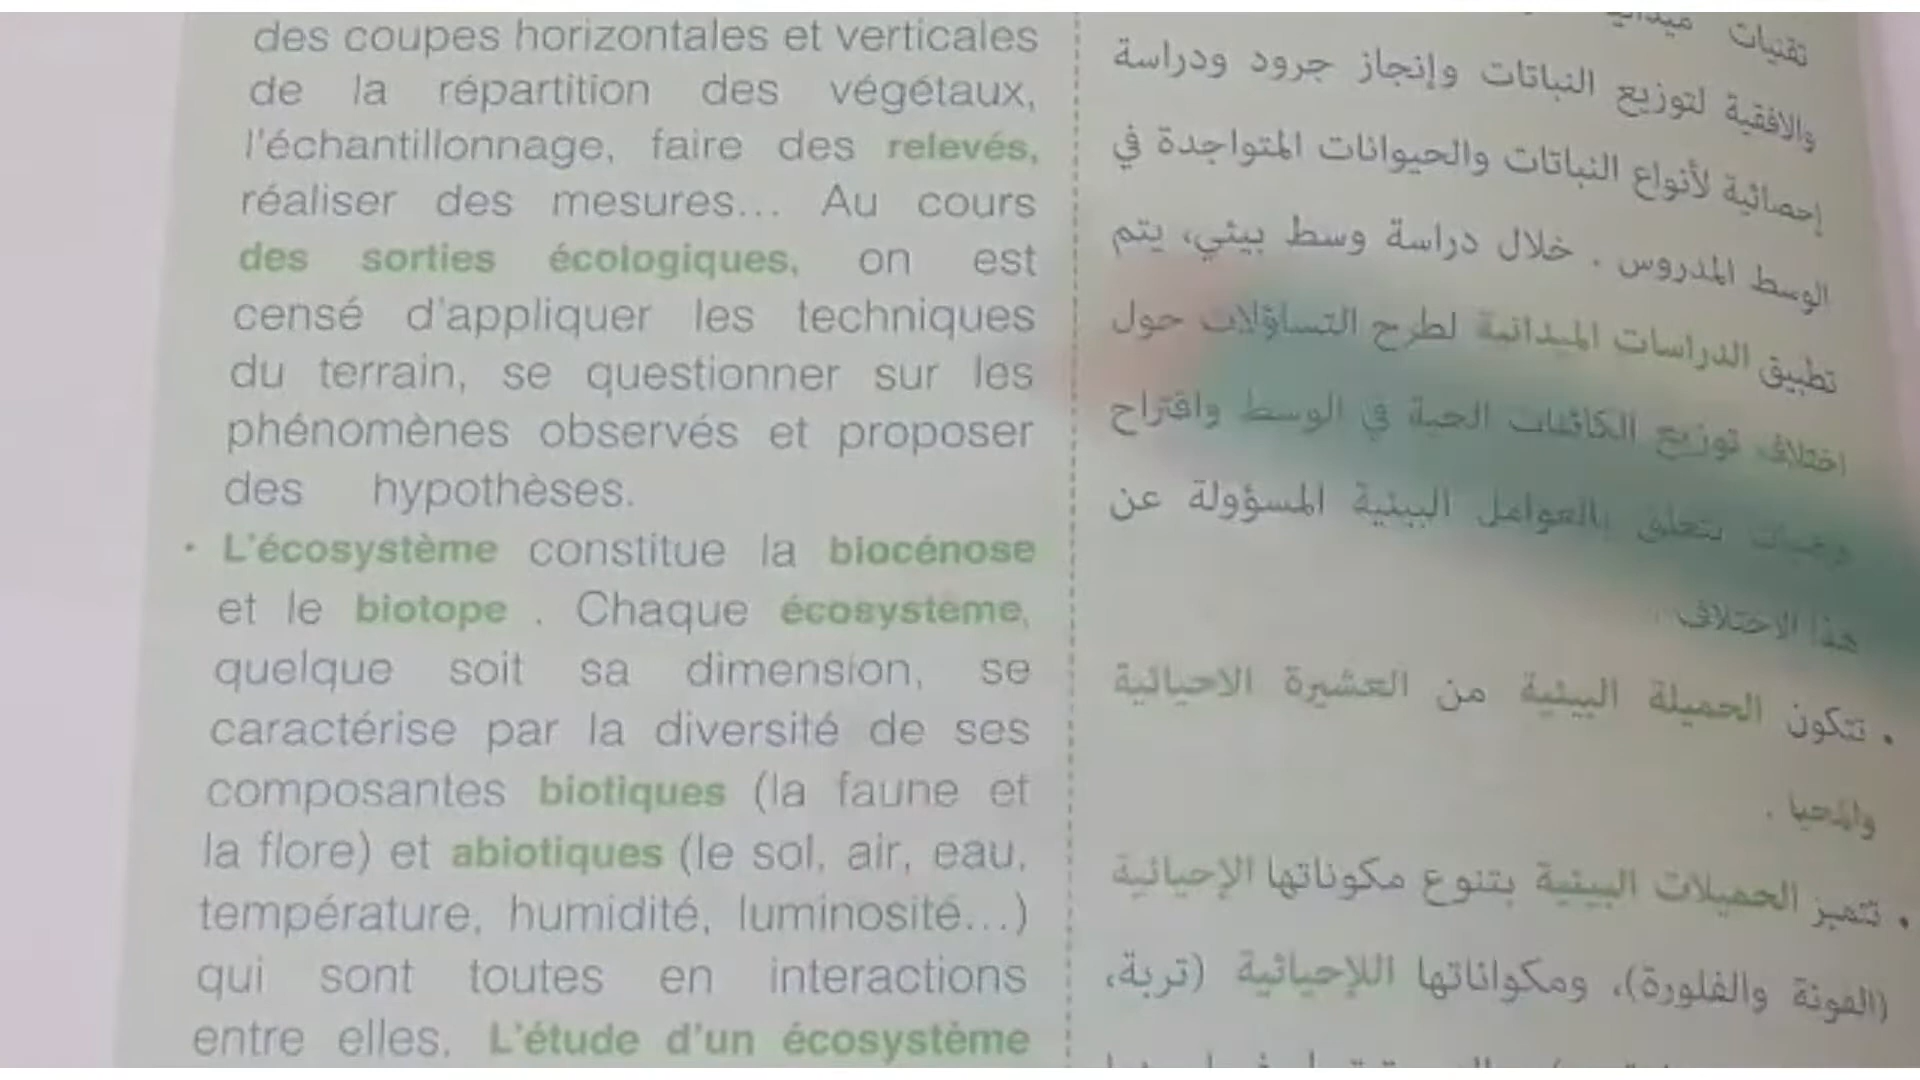 des coupes horizontales et verticales
de la répartition des végétaux,
l'échantillonnage, faire des relevés,
réaliser des mesures... Au cours
des sorties écologiques, on est
censé d'appliquer les techniques
du terrain, se questionner sur les
phénomènes observés et proposer
des hypothèses.
• L'écosystème constitue la biocénose
et le biotope . Chaque écosystème,
quelque soit sa dimension, se
caractérise par la diversité de ses
composantes biotiques (la faune et
la flore) et abiotiques (le sol, air, eau,
température, humidité, luminosité...)
qui sont toutes en interactions
entre elles. L'étude d'un écosystème
تقنيات
والافقية لتوزيع النباتات وإنجاز جرود ودراسة
إحصائية لأنواع النباتات والحيوانات المتواجدة في
الوسط المدروس . خلال دراسة وسط بيئي، يتم
تطبيق الدراسات الميدانية لطرح التساؤلات حول
اختلاف توزيع الكائنات الحية في الوسط واقتراح
يتعلق بالعوامل البيئية المسؤولة عن
هذا الاختلاف .
• تتكون الحميلة البيئية من العشيرة الاحيائية
والمحيا .
• تتميز الحميلات البيئية بتنوع مكوناتها الإحيائية
(الفونة والفلورة)، ومكواناتها اللإحيائية (تربة،